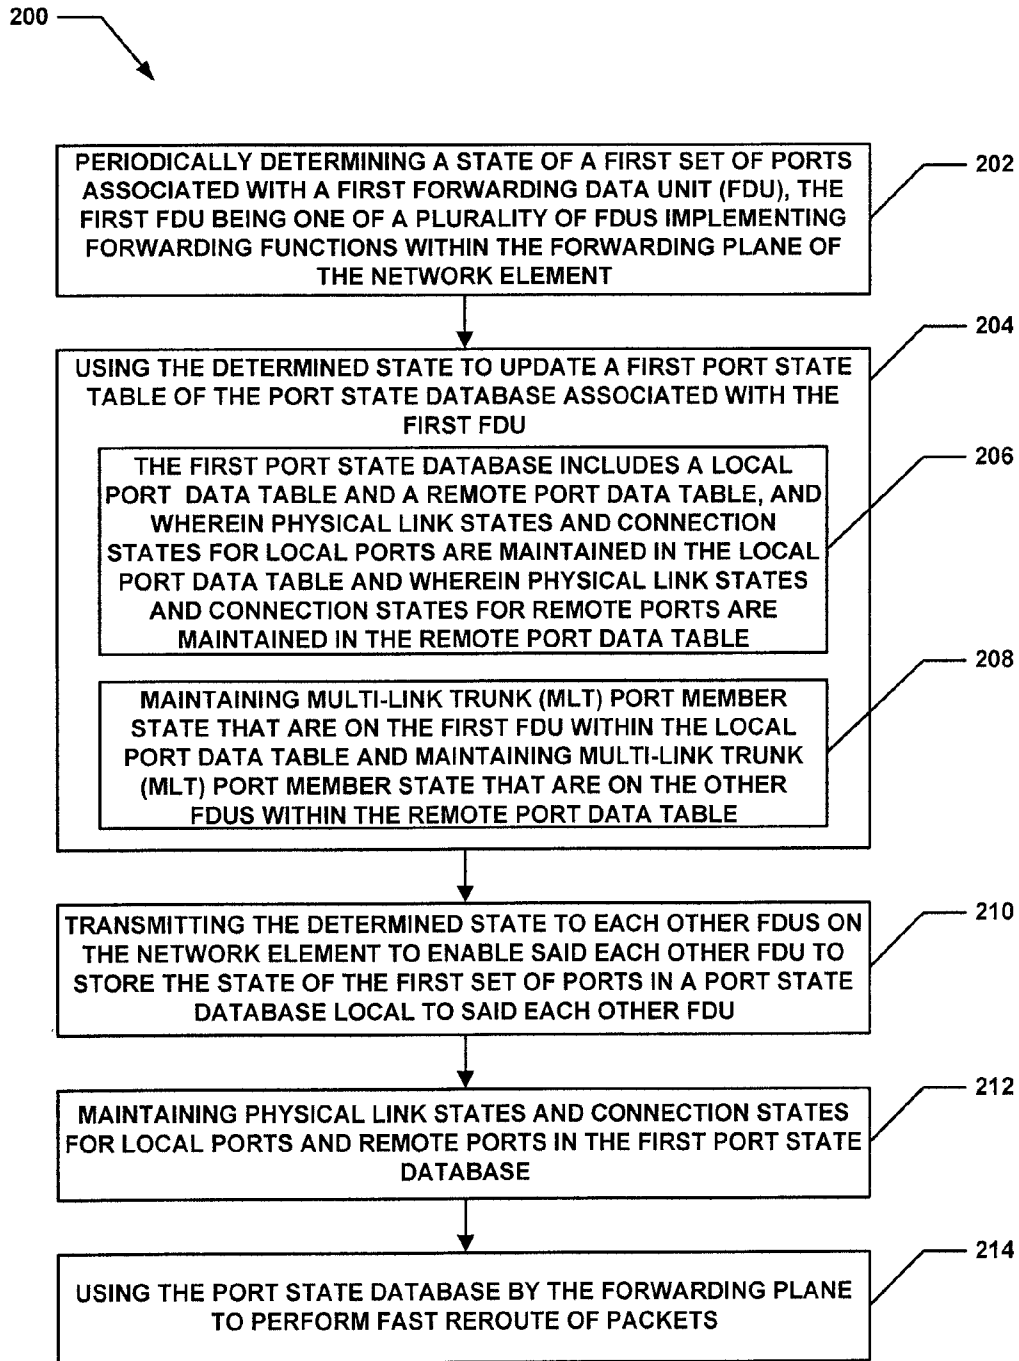 200
PERIODICALLY DETERMINING A STATE OF A FIRST SET OF PORTS
ASSOCIATED WITH A FIRST FORWARDING DATA UNIT (FDU), THE
FIRST FDU BEING ONE OF A PLURALITY OF FDUS IMPLEMENTING
FORWARDING FUNCTIONS WITHIN THE FORWARDING PLANE OF
THE NETWORK ELEMENT
202
USING THE DETERMINED STATE TO UPDATE A FIRST PORT STATE
TABLE OF THE PORT STATE DATABASE ASSOCIATED WITH THE
FIRST FDU
204
THE FIRST PORT STATE DATABASE INCLUDES A LOCAL
PORT DATA TABLE AND A REMOTE PORT DATA TABLE, AND
WHEREIN PHYSICAL LINK STATES AND CONNECTION
STATES FOR LOCAL PORTS ARE MAINTAINED IN THE LOCAL
PORT DATA TABLE AND WHEREIN PHYSICAL LINK STATES
AND CONNECTION STATES FOR REMOTE PORTS ARE
MAINTAINED IN THE REMOTE PORT DATA TABLE
206
MAINTAINING MULTI-LINK TRUNK (MLT) PORT MEMBER
STATE THAT ARE ON THE FIRST FDU WITHIN THE LOCAL
PORT DATA TABLE AND MAINTAINING MULTI-LINK TRUNK
(MLT) PORT MEMBER STATE THAT ARE ON THE OTHER
FDUS WITHIN THE REMOTE PORT DATA TABLE
208
TRANSMITTING THE DETERMINED STATE TO EACH OTHER FDUS ON
THE NETWORK ELEMENT TO ENABLE SAID EACH OTHER FDU TO
STORE THE STATE OF THE FIRST SET OF PORTS IN A PORT STATE
DATABASE LOCAL TO SAID EACH OTHER FDU
210
MAINTAINING PHYSICAL LINK STATES AND CONNECTION STATES
FOR LOCAL PORTS AND REMOTE PORTS IN THE FIRST PORT STATE
DATABASE
212
USING THE PORT STATE DATABASE BY THE FORWARDING PLANE
TO PERFORM FAST REROUTE OF PACKETS
214